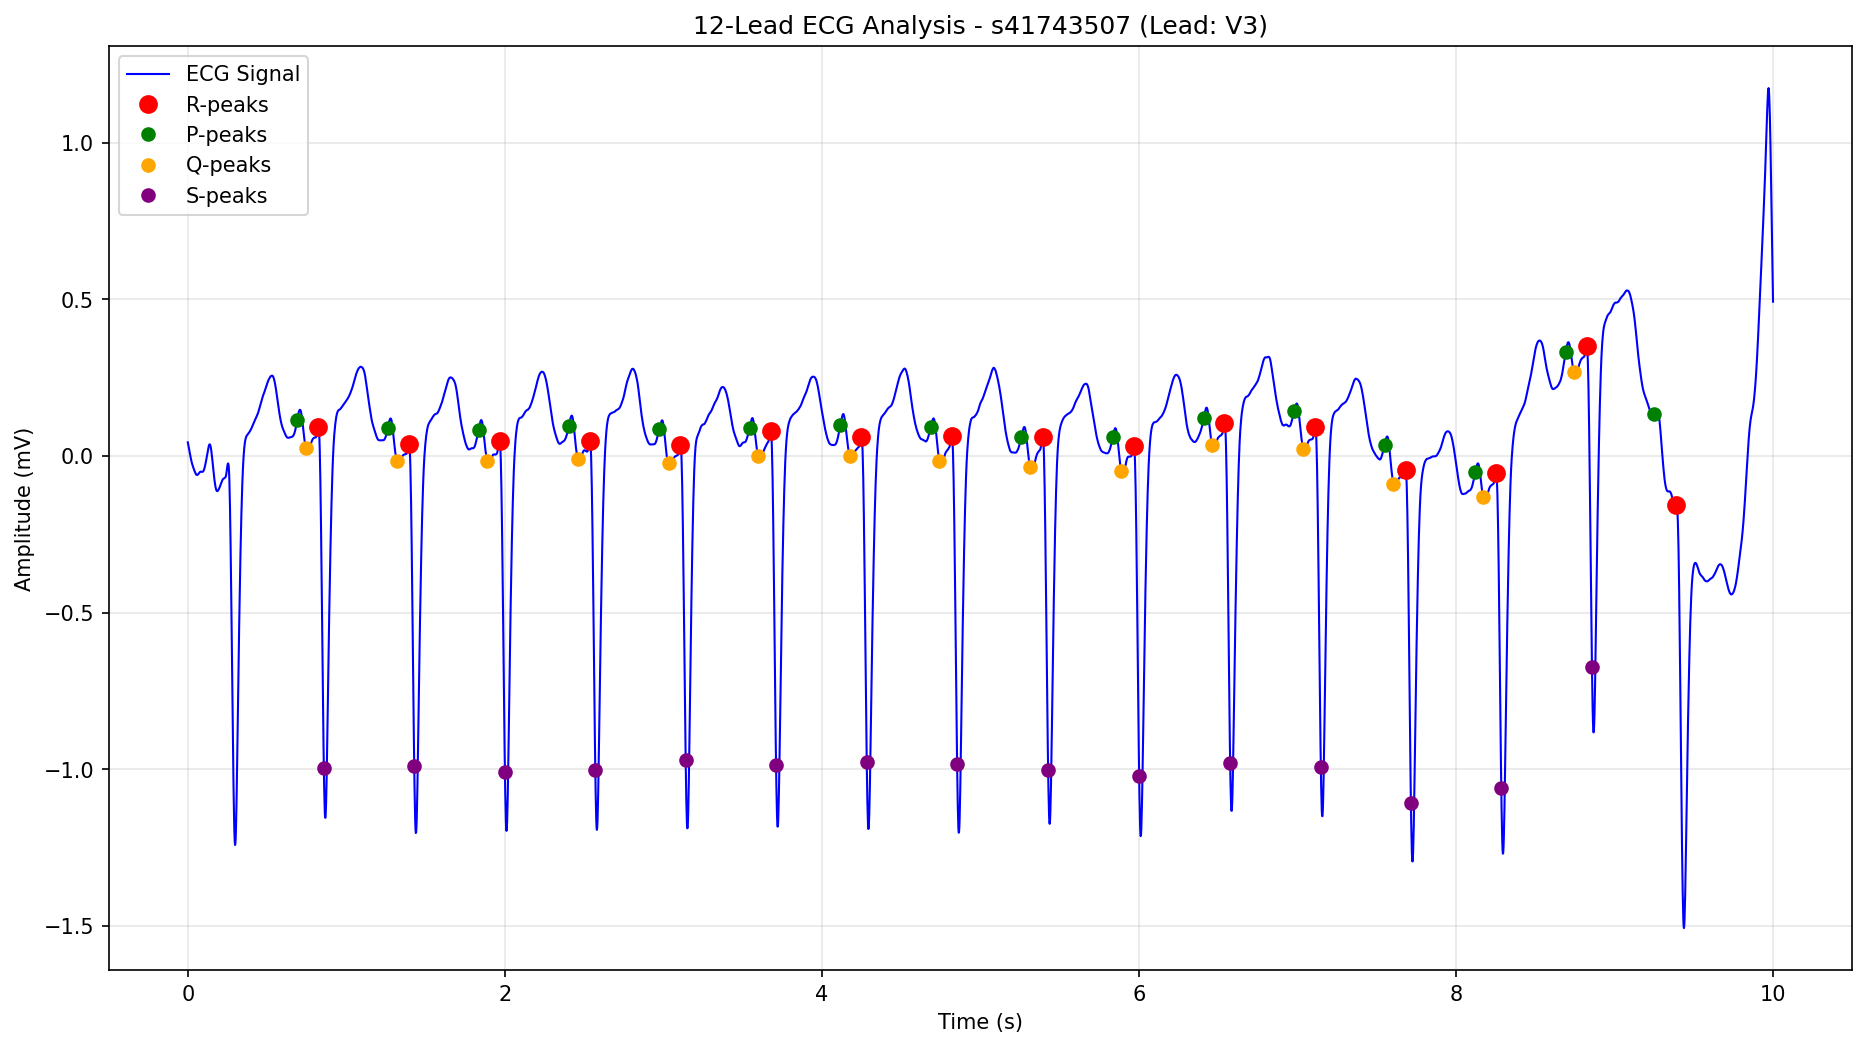 12-Lead ECG Analysis - s41743507 (Lead: V3)
ECG Signal
R-peaks
P-peaks
Q-peaks
S-peaks
Amplitude (mV)
1.0
0.5
0.0
−0.5
−1.0
−1.5
0
2
4
6
8
10
Time (s)